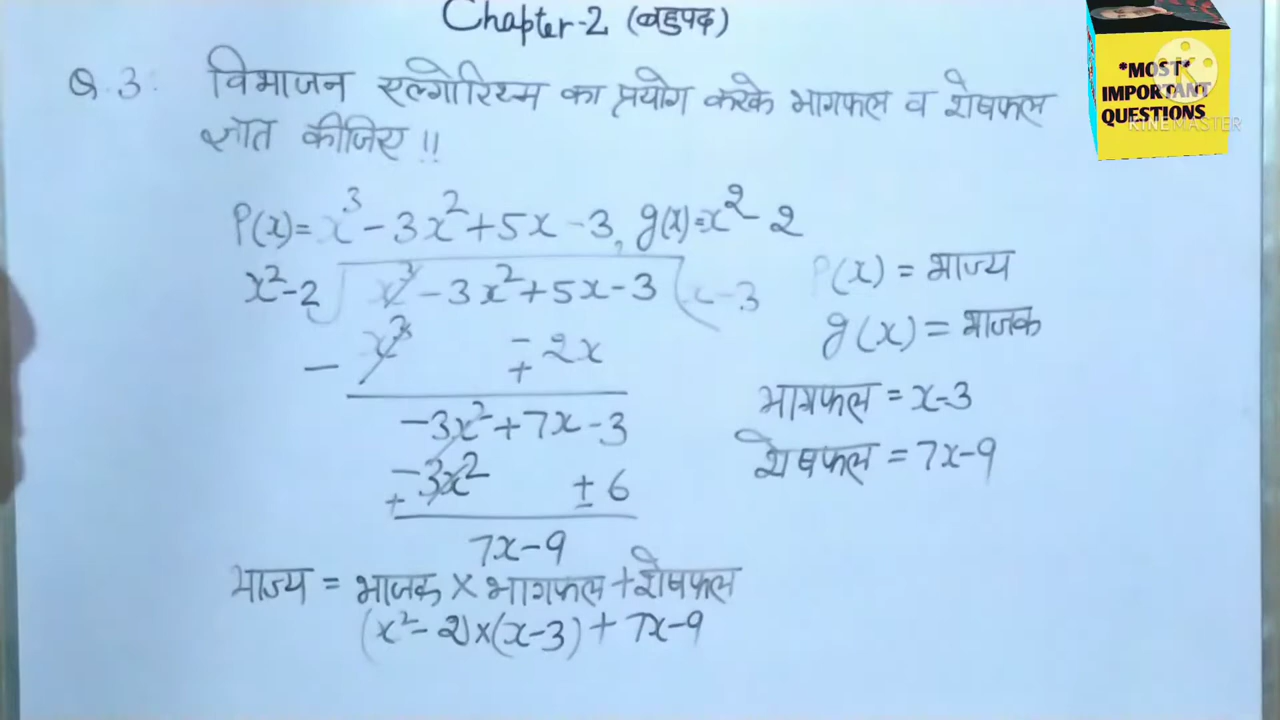 Chapter-2 (बहुपद)
Q.3: विभाजन एल्गोरिथ्म का प्रयोग करके भागफल व शेषफल
ज्ञात कीजिए !!
P(x)= x³-3x²+5x-3, g(x)=x²-2
x²-2 x³-3x²+5x-3 x-3
- x³ -+ 2x
-3x²+7x-3
-+3x² ± 6
7x-9
P(x) = भाज्य
g(x) = भाजक
भागफल = x-3
शेषफल = 7x-9
भाज्य = भाजक × भागफल + शेषफल
(x²-2)×(x-3)+7x-9
*MOST*
IMPORTANT
QUESTIONS
KINEMASTER